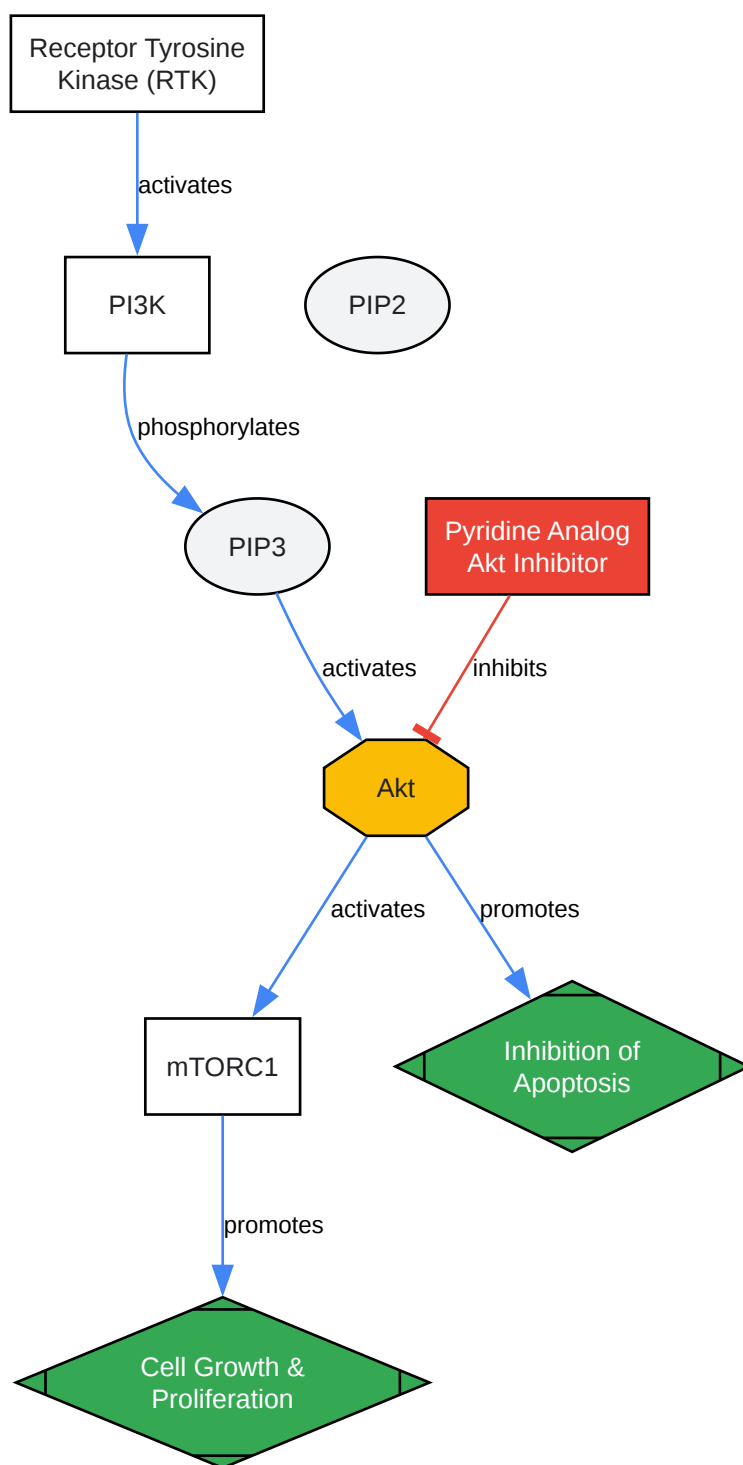 Receptor Tyrosine
Kinase (RTK)
activates
PI3K
PIP2
phosphorylates
PIP3
Pyridine Analog
Akt Inhibitor
activates
inhibits
Akt
activates
promotes
mTORC1
Inhibition of
Apoptosis
promotes
Cell Growth &
Proliferation